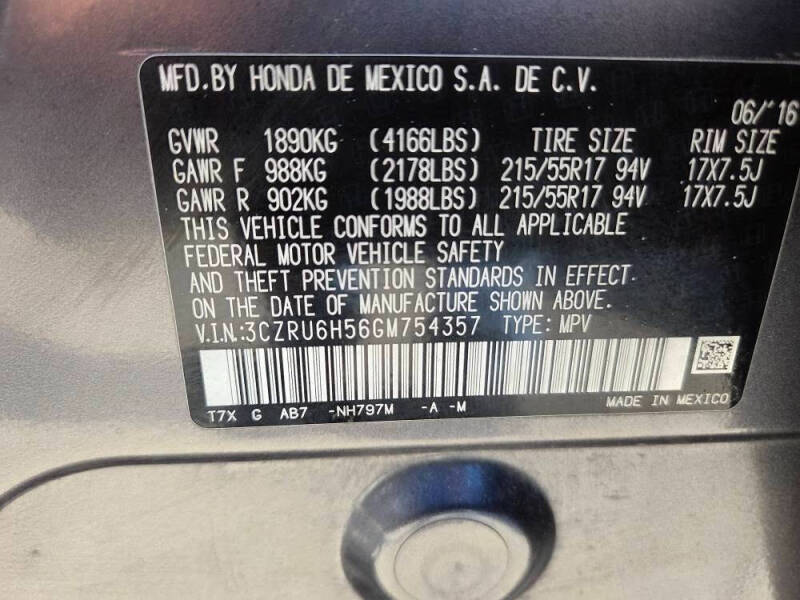 MFD.BY HONDA DE MEXICO S.A. DE C.V.
06/'16
GVWR 1890KG (4166LBS) TIRE SIZE RIM SIZE
GAWR F 988KG (2178LBS) 215/55R17 94V 17X7.5J
GAWR R 902KG (1988LBS) 215/55R17 94V 17X7.5J
THIS VEHICLE CONFORMS TO ALL APPLICABLE
FEDERAL MOTOR VEHICLE SAFETY
AND THEFT PREVENTION STANDARDS IN EFFECT
ON THE DATE OF MANUFACTURE SHOWN ABOVE.
V.I.N.:3CZRU6H56GM754357 TYPE: MPV
T7X G AB7 -NH797M -A -M MADE IN MEXICO